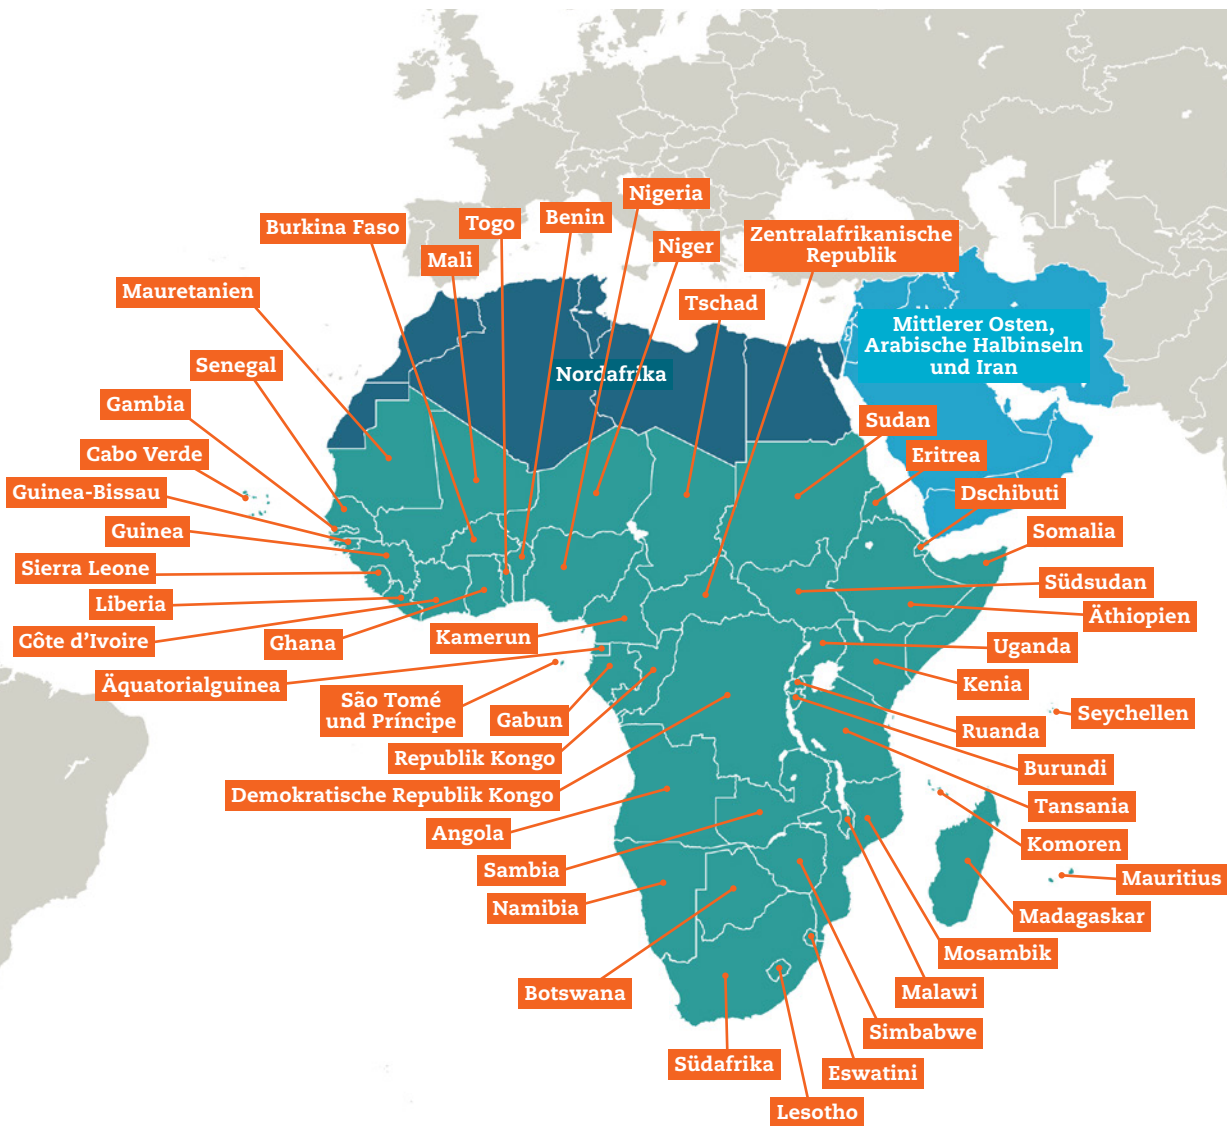 Nigeria
Togo
Benin
Burkina Faso
Zentralafrikanische
Republik
Niger
Mali
Mauretanien
Tschad
Mittlerer Osten,
Arabische Halbinseln
und Iran
Senegal
Nordafrika
Gambia
Sudan
Cabo Verde
Eritrea
Guinea-Bissau
Dschibuti
Guinea
Somalia
Sierra Leone
Südsudan
Liberia
Äthiopien
Côte d’Ivoire
Ghana
Kamerun
Uganda
Äquatorialguinea
Kenia
São Tomé
und Príncipe
Gabun
Seychellen
Ruanda
Republik Kongo
Burundi
Demokratische Republik Kongo
Tansania
Angola
Komoren
Sambia
Mauritius
Namibia
Madagaskar
Mosambik
Botswana
Malawi
Simbabwe
Südafrika
Eswatini
Lesotho